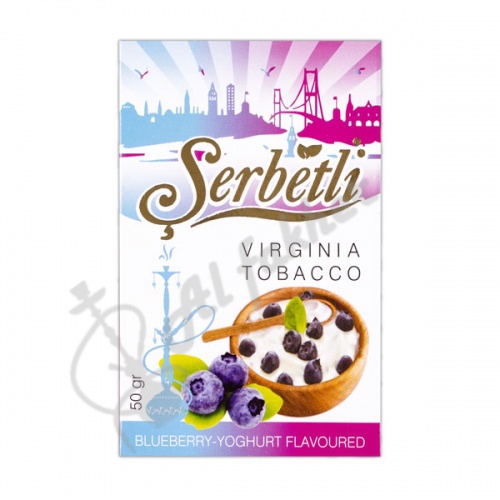 Şerbetli
VIRGINIA
TOBACCO
50 gr
BLUEBERRY-YOGHURT FLAVOURED